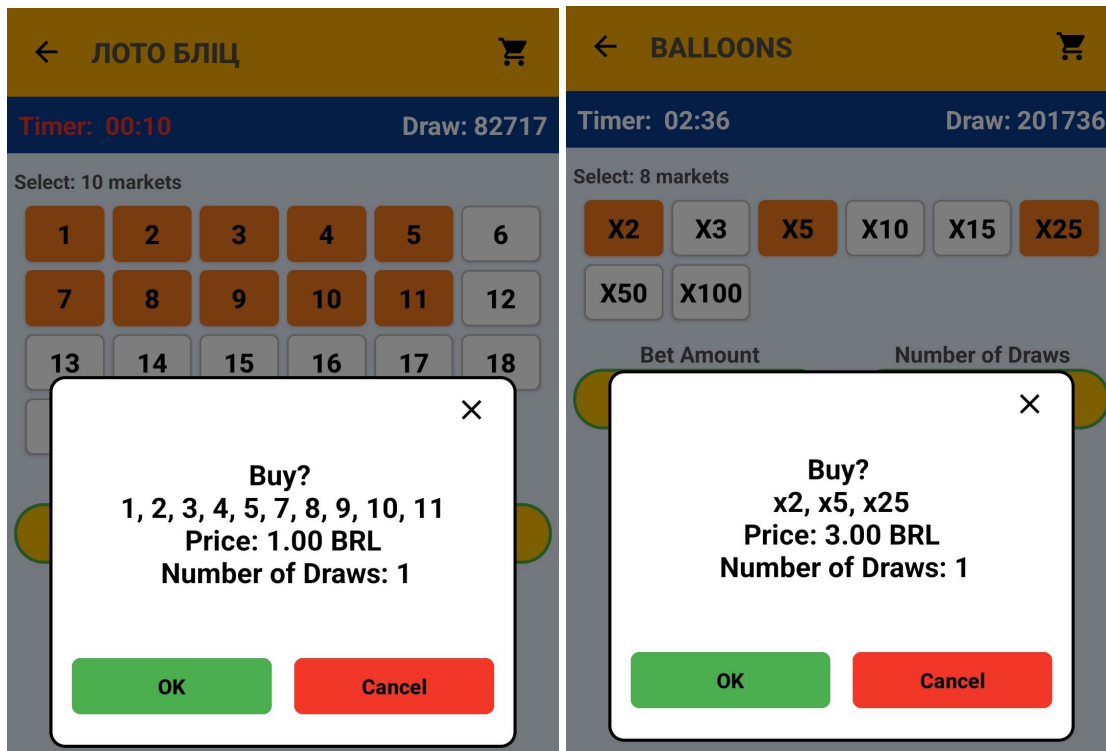 ЛОТО БЛІЦ
Timer: 00:10 Draw: 82717
Select: 10 markets
1 2 3 4 5 6
7 8 9 10 11 12
13 14 15 16 17 18
Buy?
1, 2, 3, 4, 5, 7, 8, 9, 10, 11
Price: 1.00 BRL
Number of Draws: 1
OK Cancel
BALLOONS
Timer: 02:36 Draw: 201736
Select: 8 markets
X2 X3 X5 X10 X15 X25
X50 X100
Bet Amount Number of Draws
Buy?
x2, x5, x25
Price: 3.00 BRL
Number of Draws: 1
OK Cancel